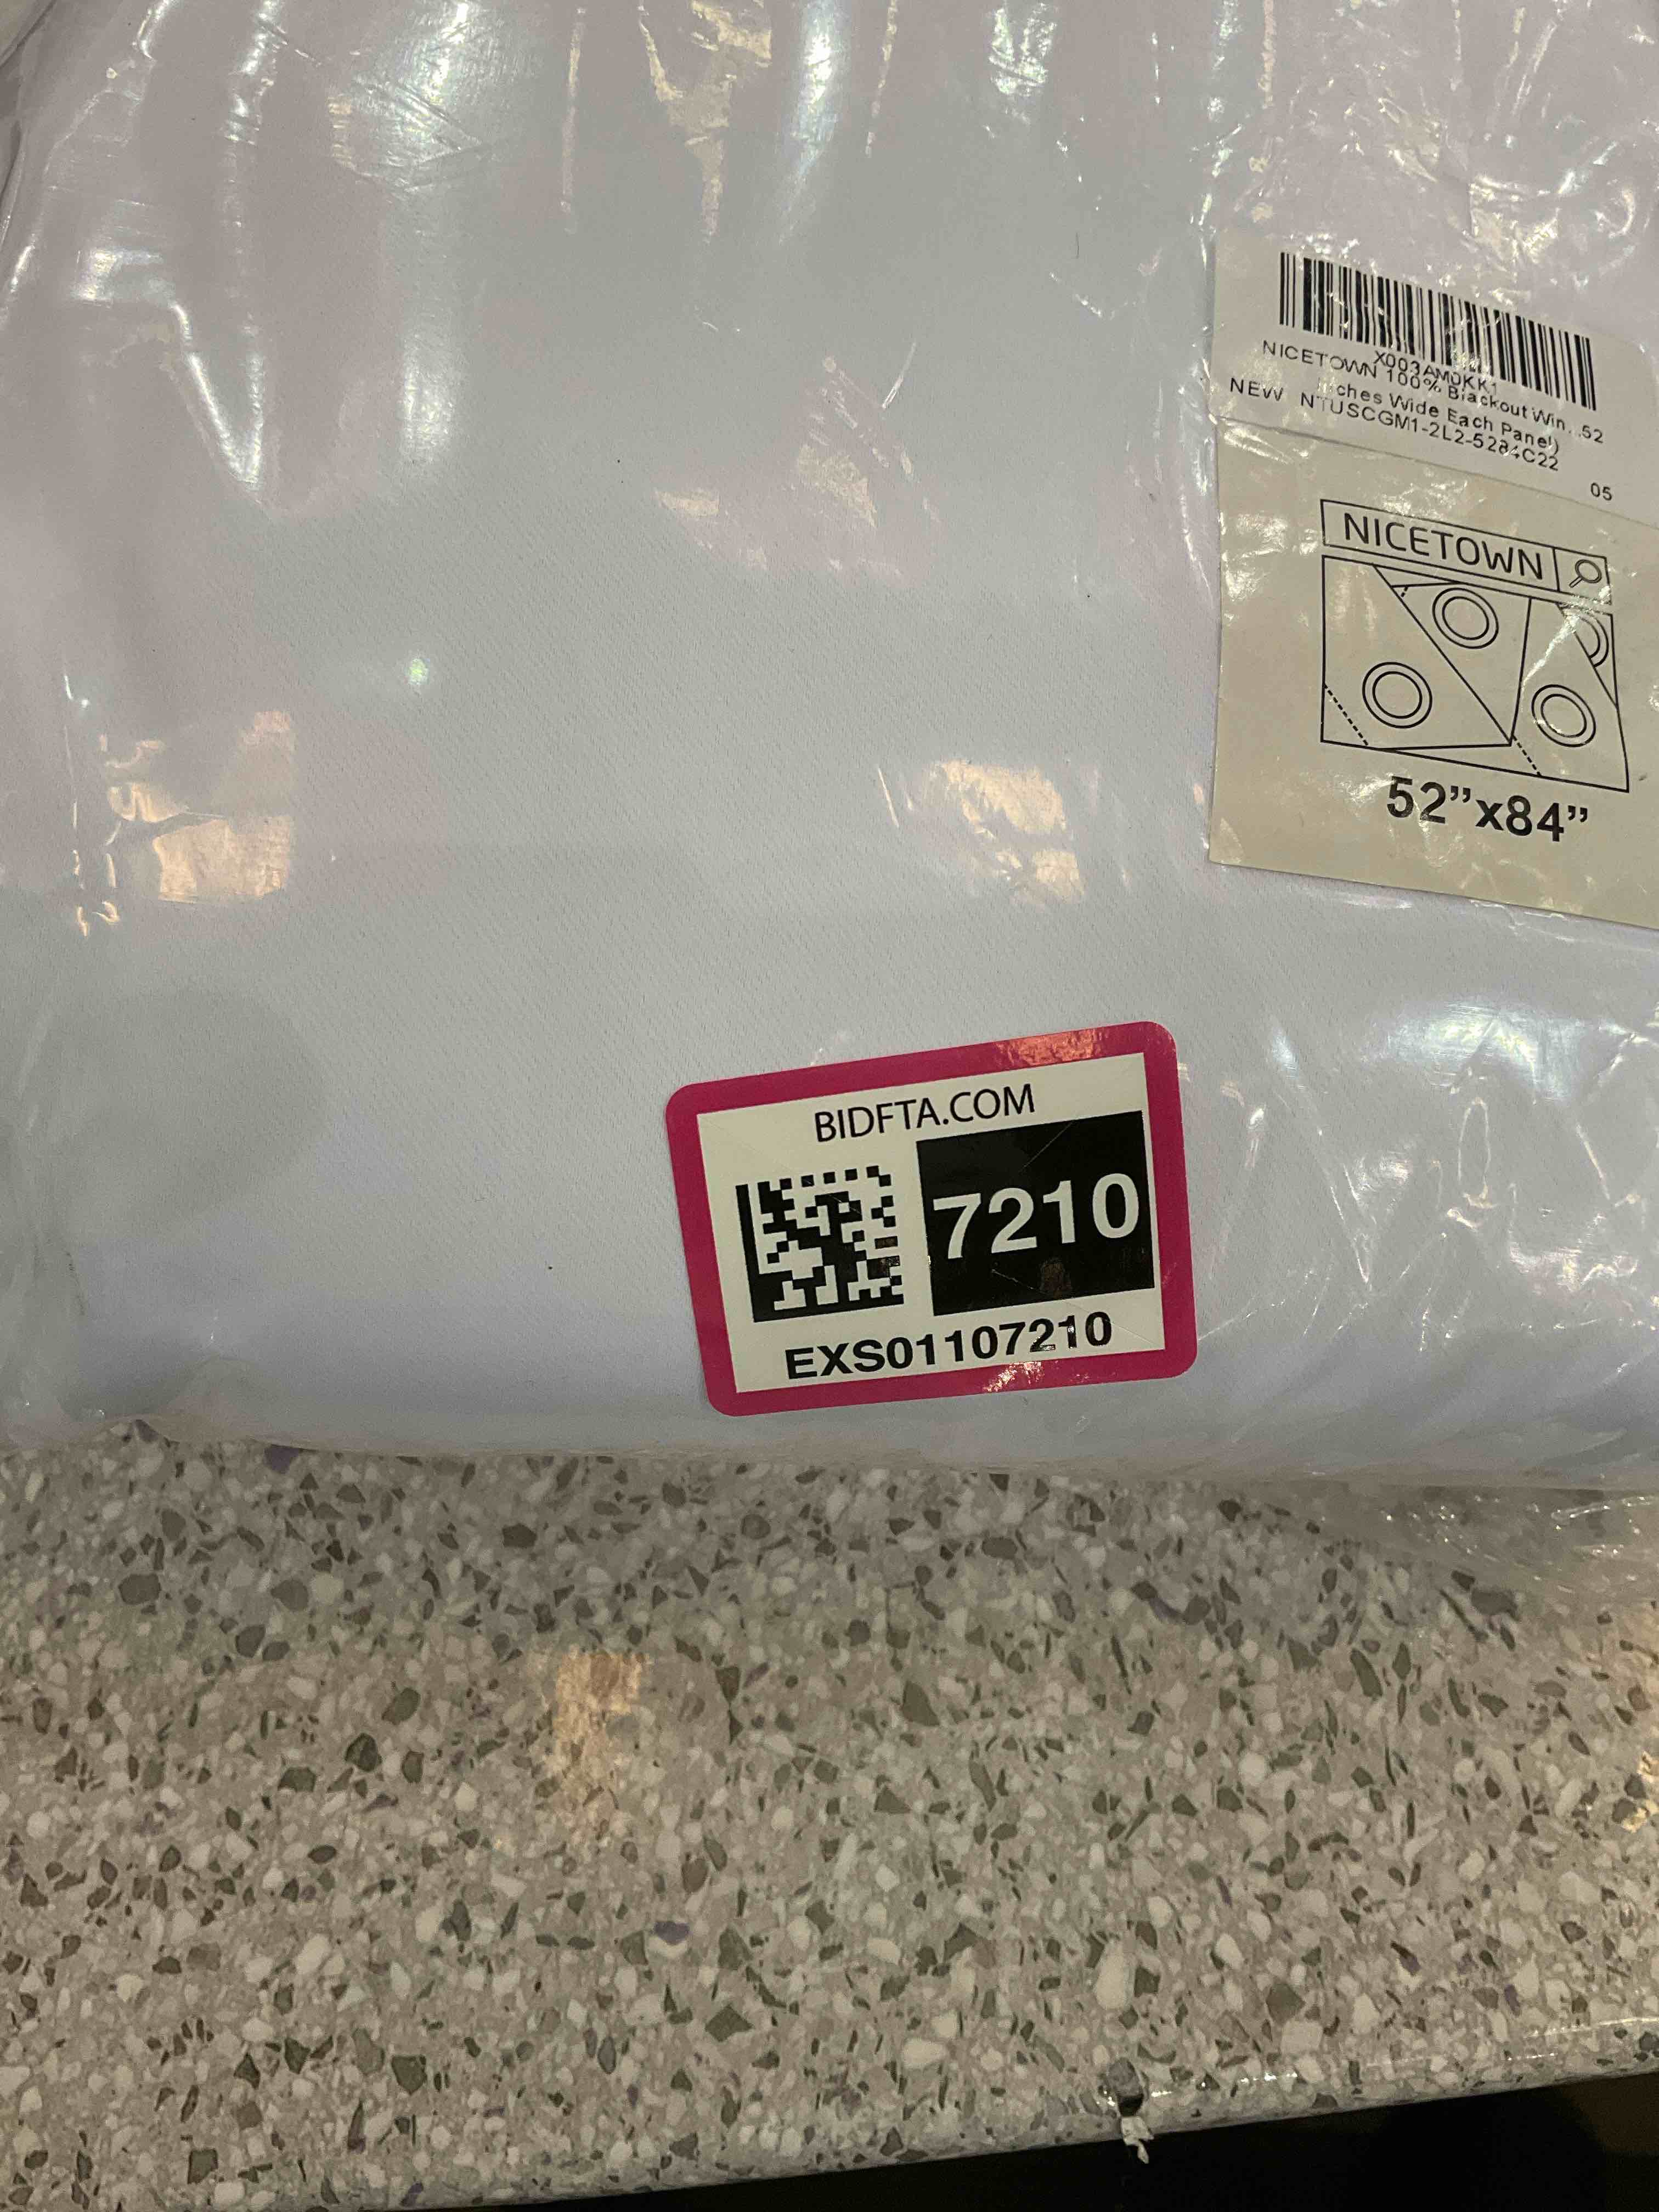 X003AM0KK1
NICETOWN 100% Blackout Win...52
Inches Wide Each Panel)
NEW NTUSCGM1-2L2-5284C22
05
NICETOWN
52”x84”
BIDFTA.COM
7210
EXS01107210